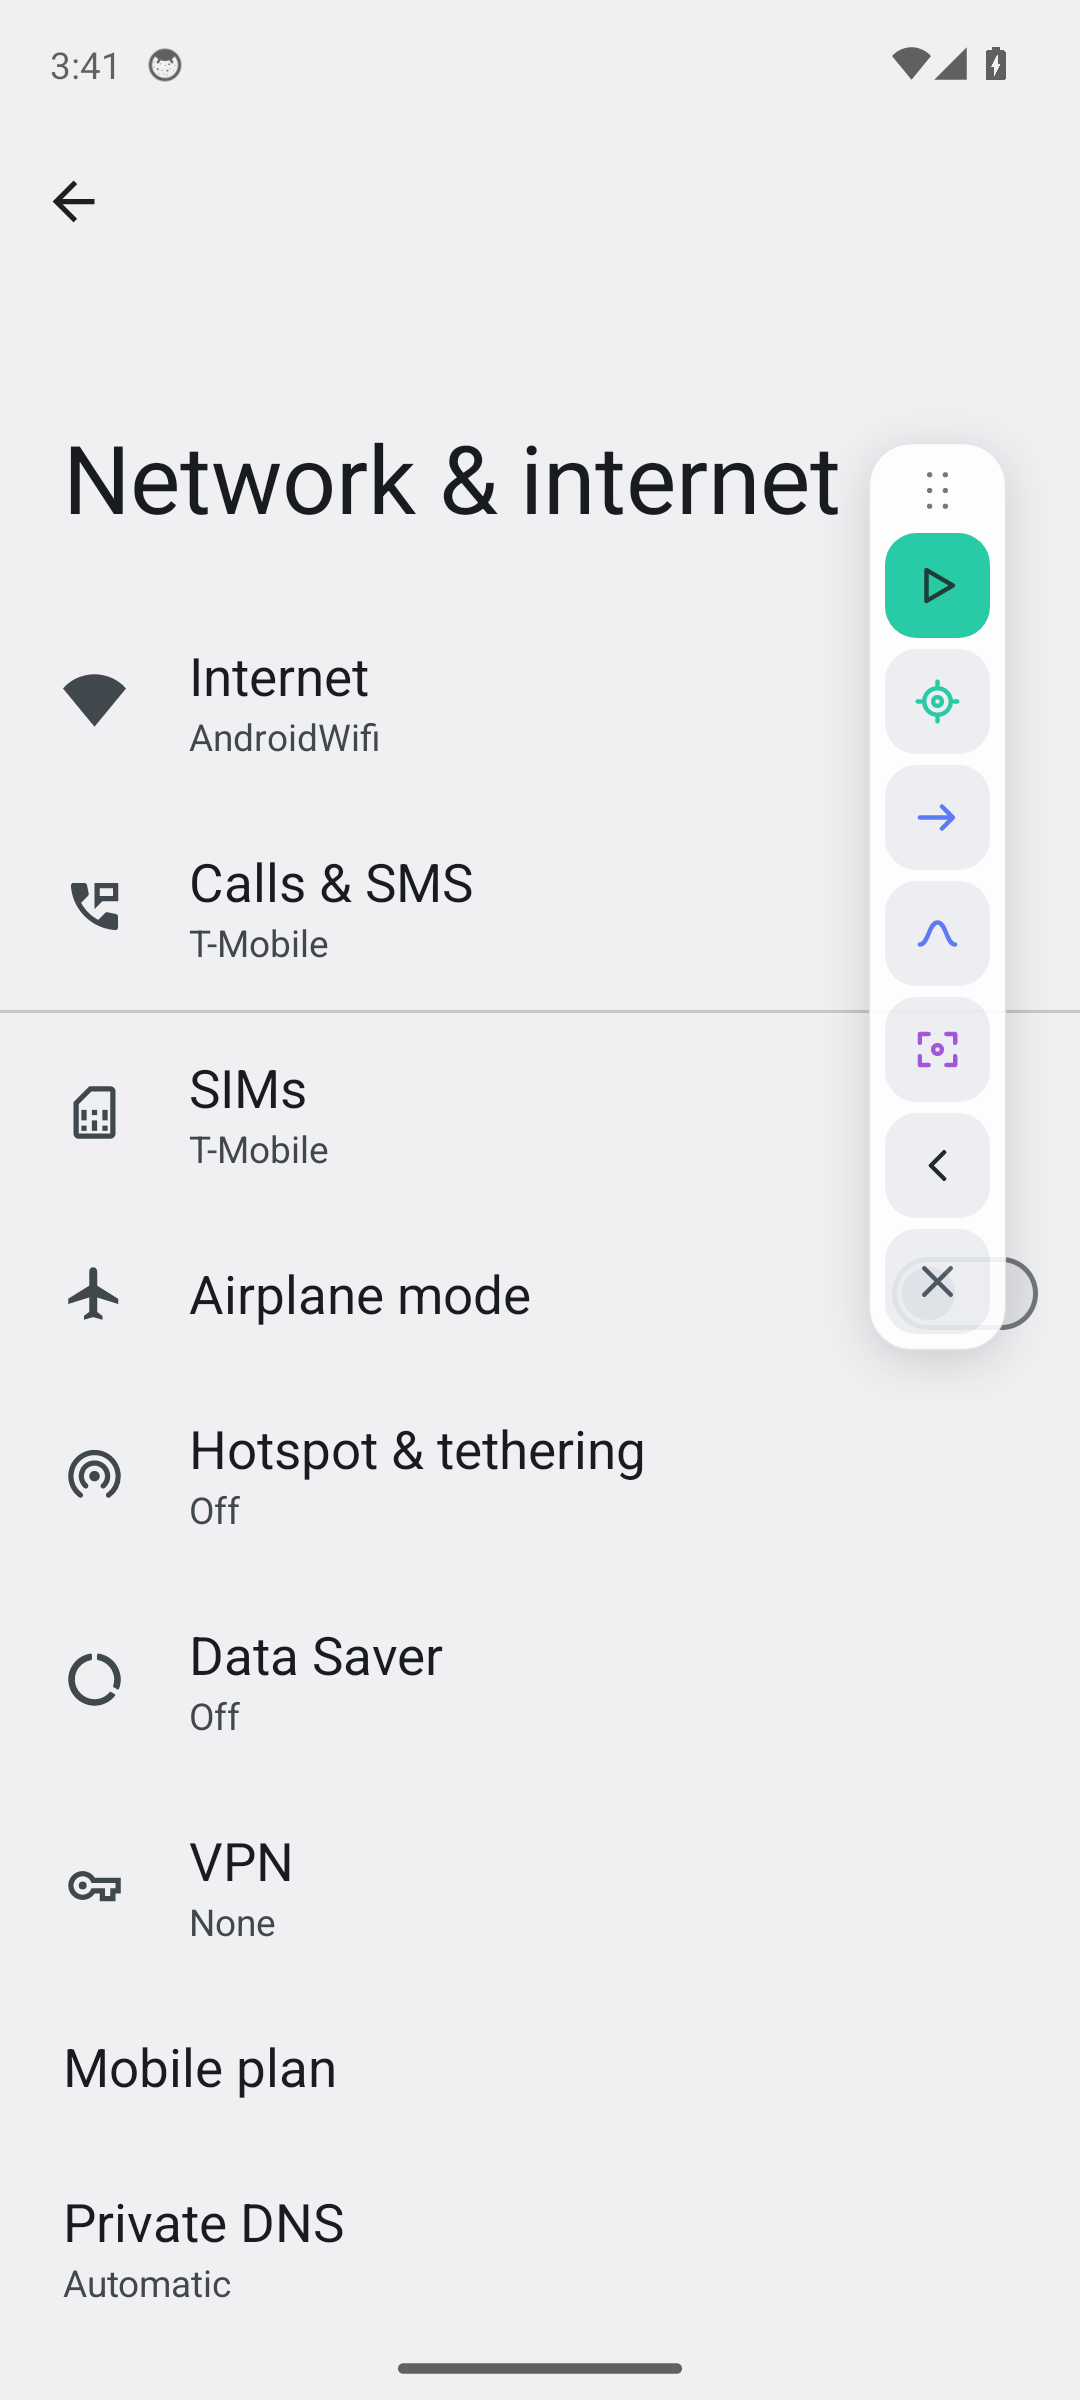 3:41
Network & internet
Internet
AndroidWifi
Calls & SMS
T-Mobile
SIMs
T-Mobile
Airplane mode
Hotspot & tethering
Off
Data Saver
Off
VPN
None
Mobile plan
Private DNS
Automatic